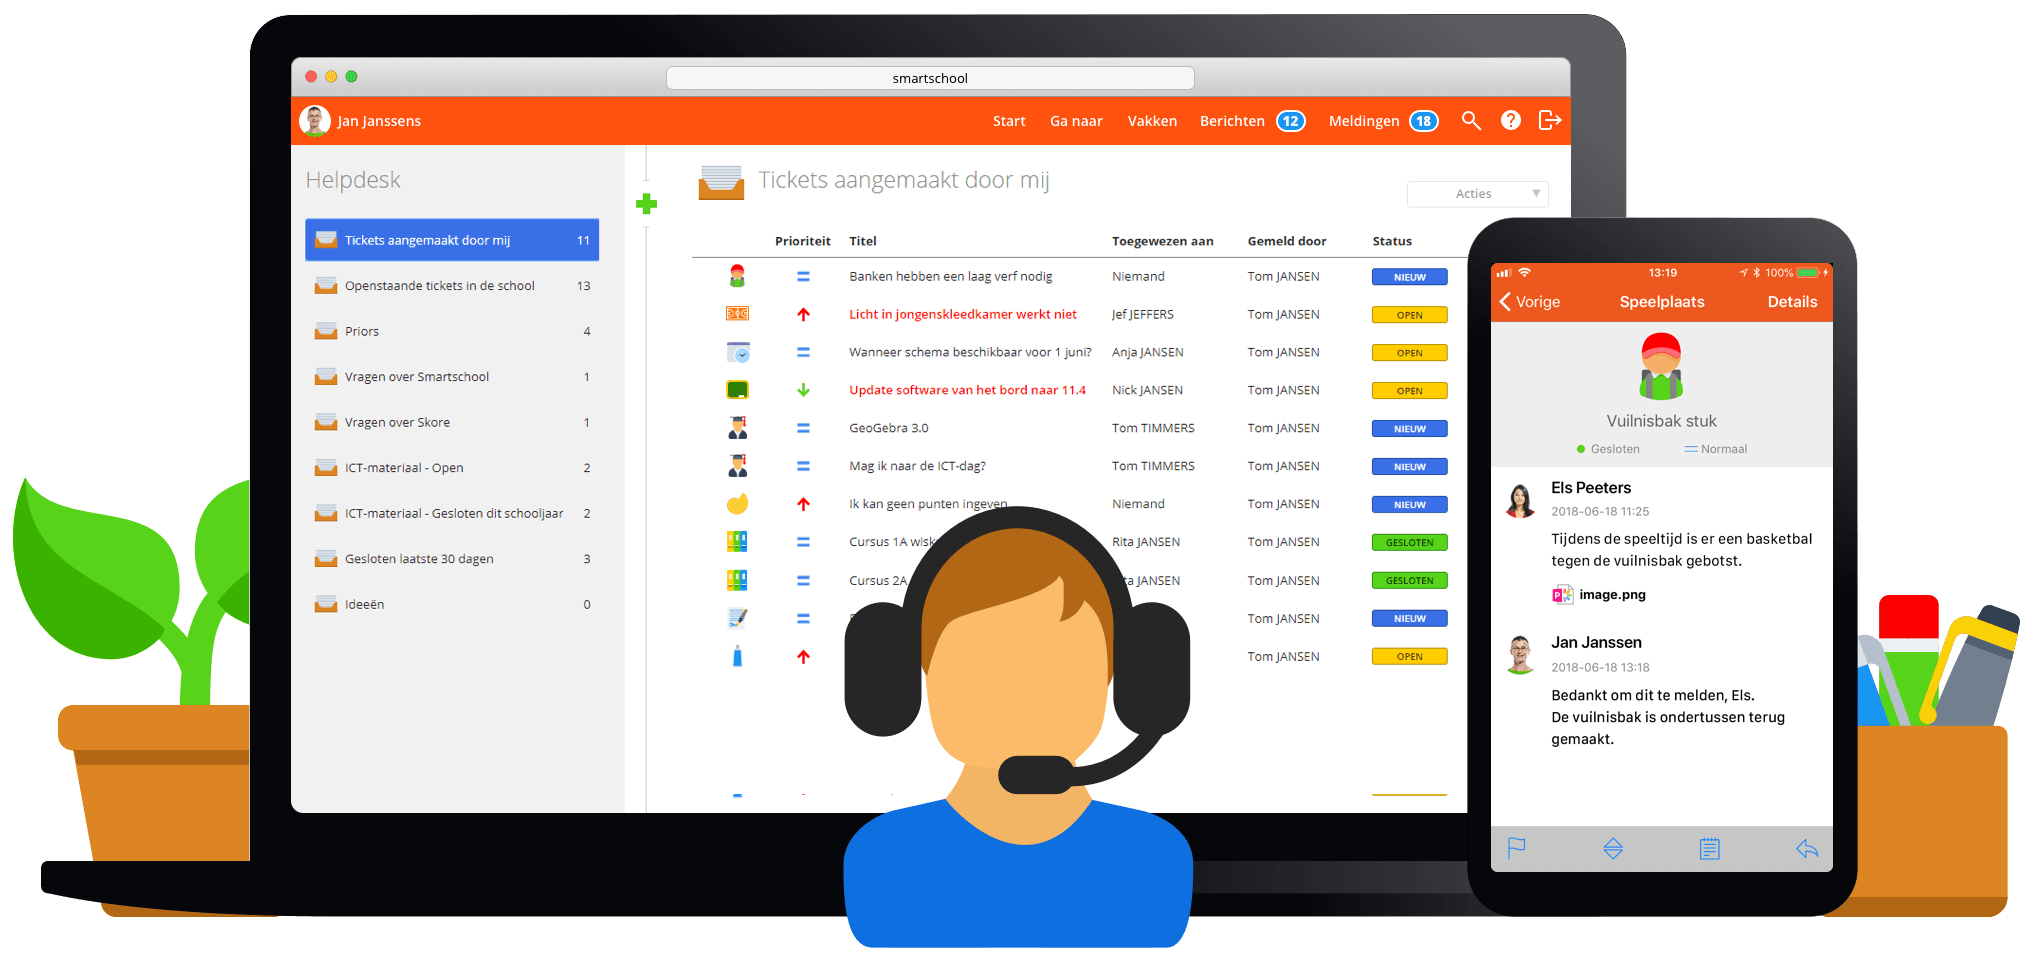 smartschool
Jan Janssens Start Ga naar Vakken Berichten 12 Meldingen 18 ?
Helpdesk
Tickets aangemaakt door mij 11
Openstaande tickets in de school 13
Priors 4
Vragen over Smartschool 1
Vragen over Skore 1
ICT-materiaal - Open 2
ICT-materiaal - Gesloten dit schooljaar 2
Gesloten laatste 30 dagen 3
Ideeën 0
Tickets aangemaakt door mij
Acties
Prioriteit Titel Toegewezen aan Gemeld door Status
Banken hebben een laag verf nodig Niemand Tom JANSEN NIEUW
Licht in jongenskleedkamer werkt niet Jef JEFFERS Tom JANSEN OPEN
Wanneer schema beschikbaar voor 1 juni? Anja JANSEN Tom JANSEN OPEN
Update software van het bord naar 11.4 Nick JANSEN Tom JANSEN OPEN
GeoGebra 3.0 Tom TIMMERS Tom JANSEN NIEUW
Mag ik naar de ICT-dag? Tom TIMMERS Tom JANSEN NIEUW
Ik kan geen punten ingeven Niemand Tom JANSEN NIEUW
Cursus 1A Rita JANSEN Tom JANSEN GESLOTEN
Cursus 2A JANSEN Tom JANSEN GESLOTEN
Tom JANSEN NIEUW
Tom JANSEN OPEN
13:19 100%
Vorige Speelplaats Details
Vuilnisbak stuk
Gesloten Normaal
Els Peeters
2018-06-18 11:25
Tijdens de speeltijd is er een basketbal
tegen de vuilnisbak gebotst.
image.png
Jan Janssen
2018-06-18 13:18
Bedankt om dit te melden, Els.
De vuilnisbak is ondertussen terug
gemaakt.